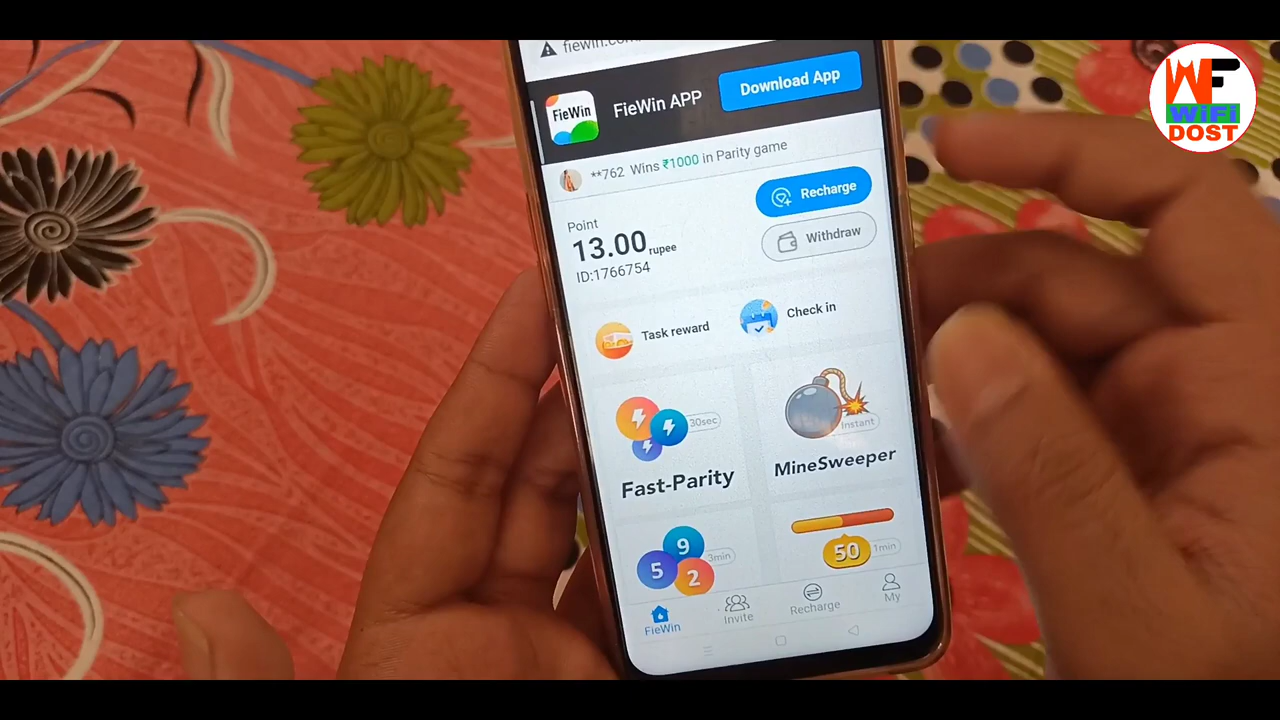 fiewin.com
FieWin
FieWin APP
Download App
**762 Wins ₹1000 in Parity game
Point
13.00 rupee
ID:1766754
Recharge
Withdraw
Task reward
Check in
30sec
Fast-Parity
Instant
MineSweeper
9
5
2
3min
50
1min
FieWin
Invite
Recharge
My
WF
WiFi
DOST